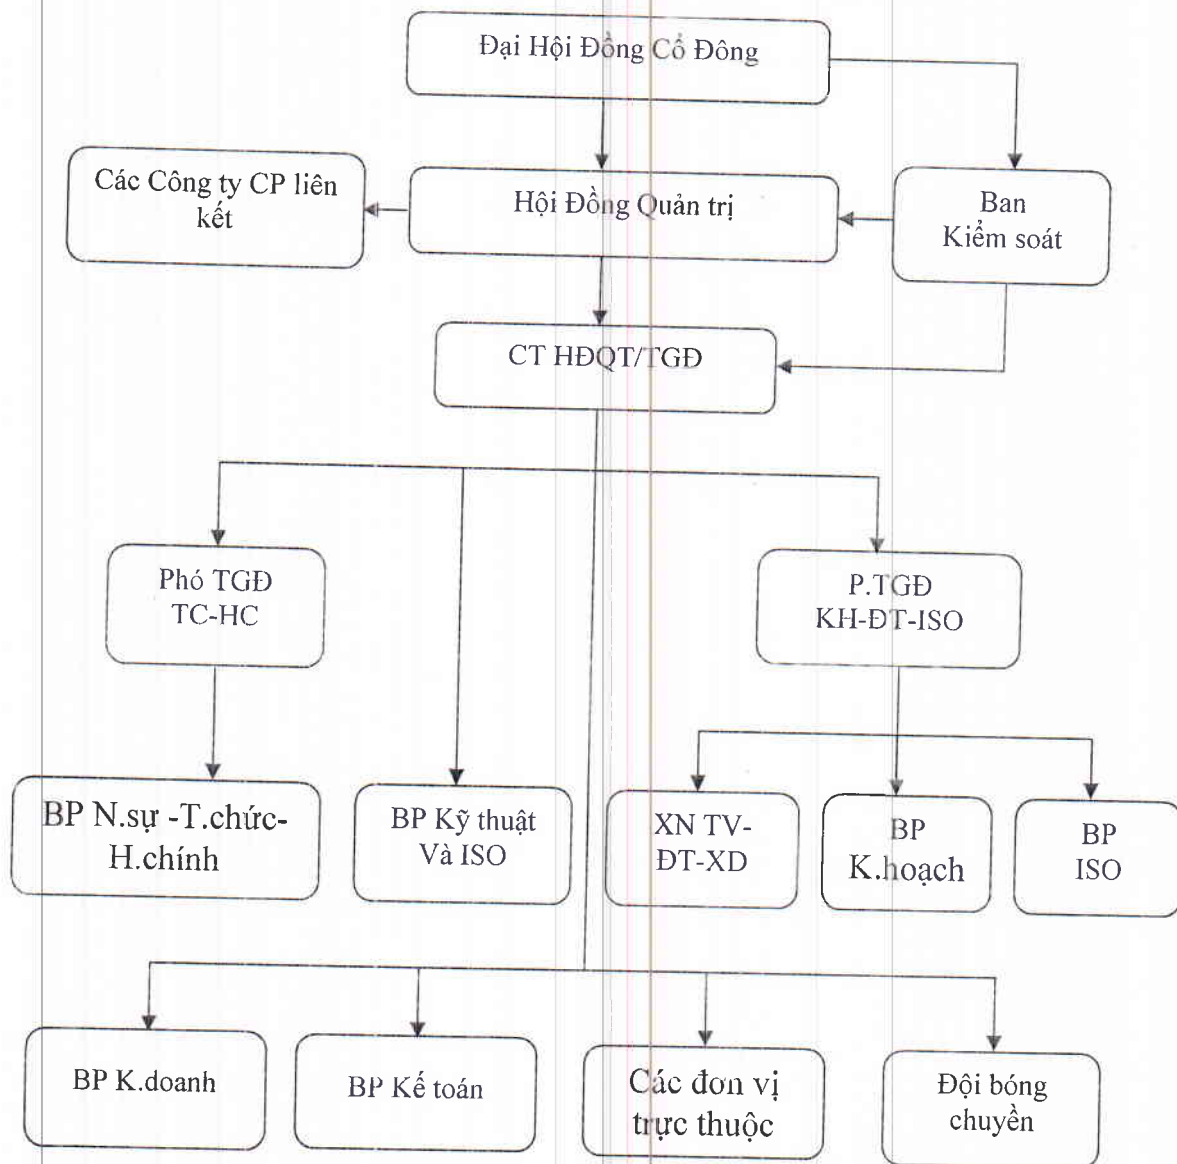 Đại Hội Đồng Cổ Đông
Các Công ty CP liên
kết
Hội Đồng Quản trị
Ban
Kiểm soát
CT HĐQT/TGĐ
Phó TGĐ
TC-HC
P.TGĐ
KH-ĐT-ISO
BP N.sự -T.chức-
H.chính
BP Kỹ thuật
Và ISO
XN TV-
ĐT-XD
BP
K.hoạch
BP
ISO
BP K.doanh
BP Kế toán
Các đơn vị
trực thuộc
Đội bóng
chuyền